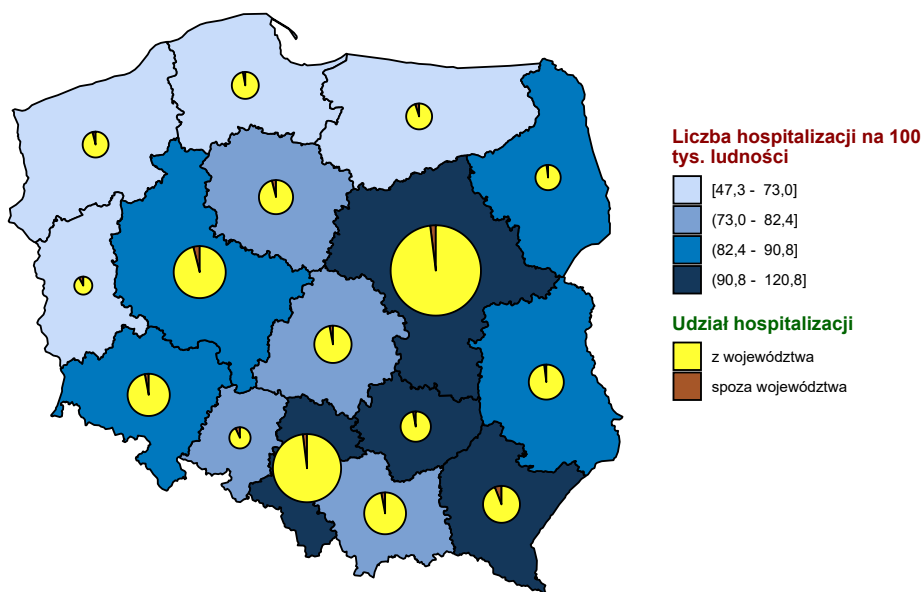 Liczba hospitalizacji na 100
tys. ludności
[47,3 - 73,0]
(73,0 - 82,4]
(82,4 - 90,8]
(90,8 - 120,8]
Udział hospitalizacji
z województwa
spoza województwa